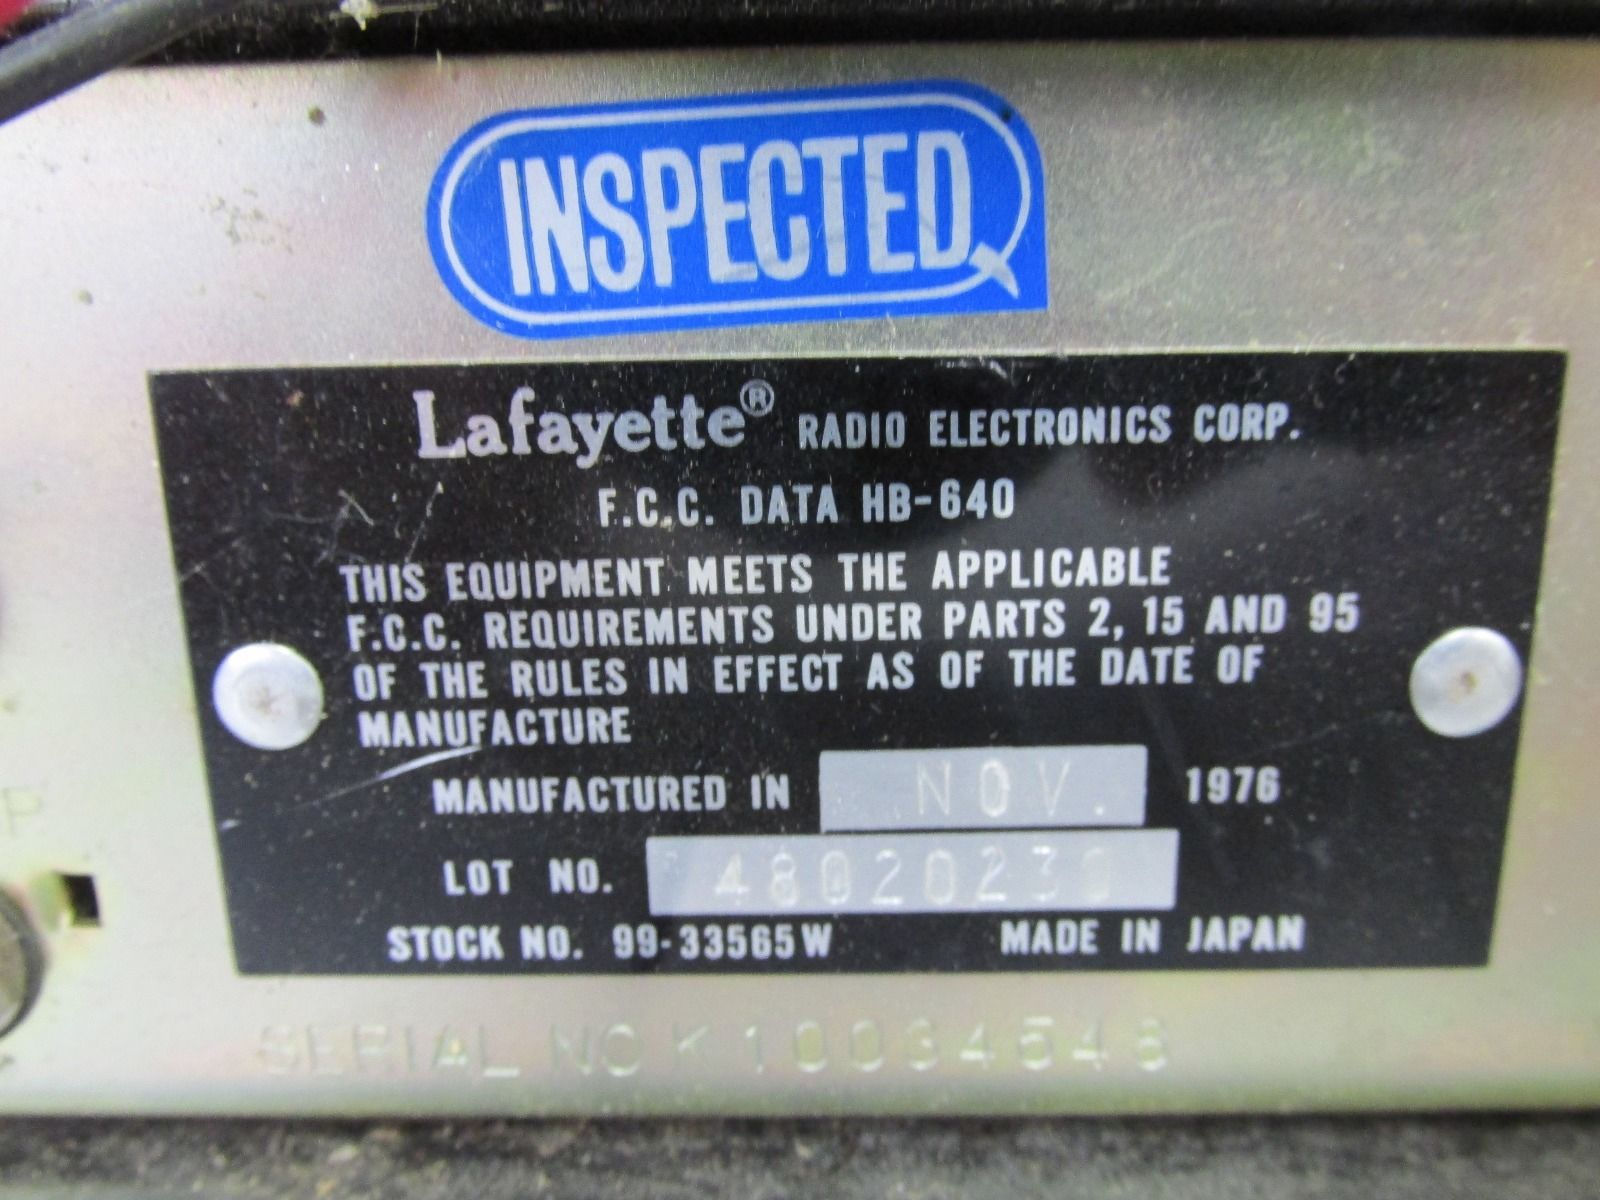 INSPECTED
Lafayette® RADIO ELECTRONICS CORP.
F.C.C. DATA HB-640
THIS EQUIPMENT MEETS THE APPLICABLE
F.C.C. REQUIREMENTS UNDER PARTS 2, 15 AND 95
OF THE RULES IN EFFECT AS OF THE DATE OF
MANUFACTURE
MANUFACTURED IN NOV. 1976
LOT NO.
STOCK NO. 99-33565W MADE IN JAPAN
SERIAL NO
P